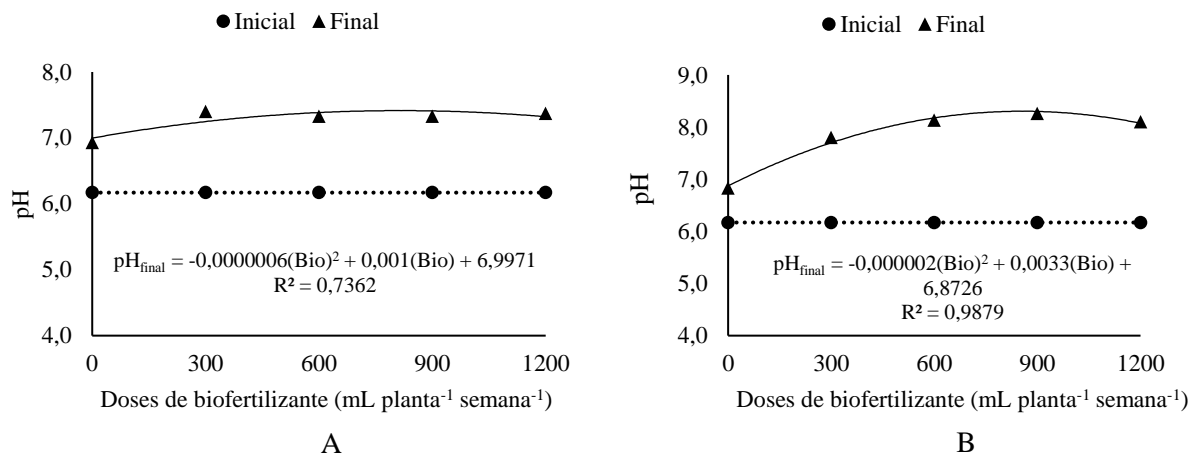 ● Inicial ▲ Final
8,0
7,0
6,0
5,0
4,0
pH
pH_final = -0,0000006(Bio)² + 0,001(Bio) + 6,9971
R² = 0,7362
0 300 600 900 1200
Doses de biofertilizante (mL planta⁻¹ semana⁻¹)
A
● Inicial ▲ Final
9,0
8,0
7,0
6,0
5,0
4,0
pH
pH_final = -0,000002(Bio)² + 0,0033(Bio) +
6,8726
R² = 0,9879
0 300 600 900 1200
Doses de biofertilizante (mL planta⁻¹ semana⁻¹)
B